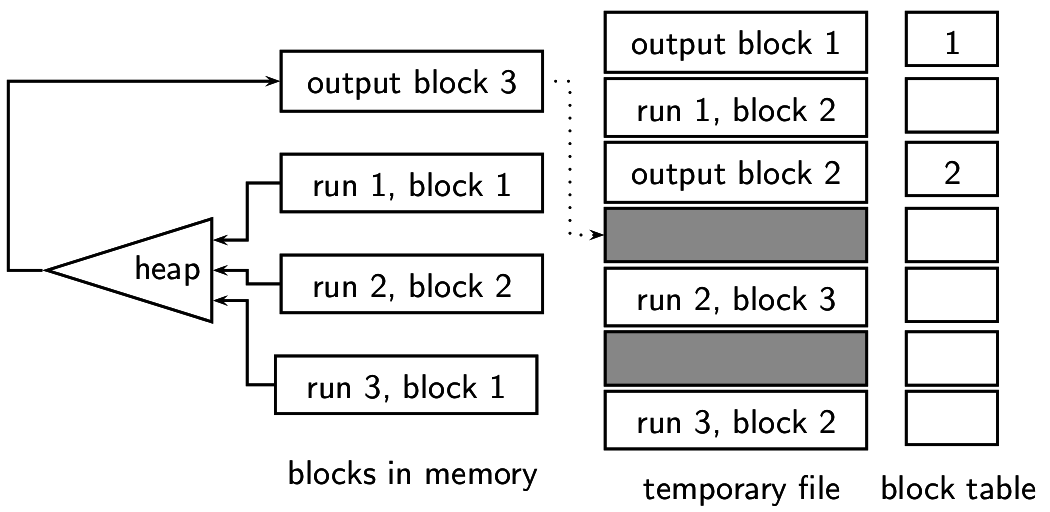 output block 3
run 1, block 1
heap
run 2, block 2
run 3, block 1
blocks in memory
output block 1
run 1, block 2
output block 2
run 2, block 3
run 3, block 2
temporary file
1
2
block table